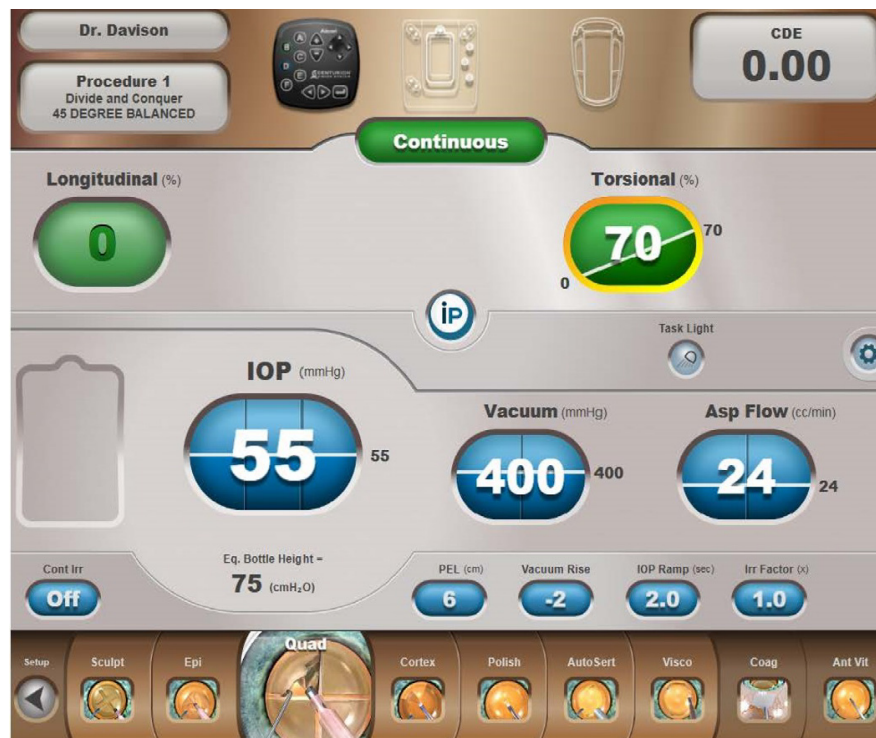 Dr. Davison
Procedure 1
Divide and Conquer
45 DEGREE BALANCED
A
B
C
D
E
F
CENTURION
CDE
0.00
Continuous
Longitudinal (%)
0
Torsional (%)
70
70
0
iP
Task Light
IOP (mmHg)
55
55
Vacuum (mmHg)
400
400
Asp Flow (cc/min)
24
24
Eq. Bottle Height =
75 (cmH₂O)
Cont Irr
Off
PEL (cm)
6
Vacuum Rise
-2
IOP Ramp (sec)
2.0
Irr Factor (x)
1.0
Setup
Sculpt
Epi
Quad
Cortex
Polish
AutoSert
Visco
Coag
Ant Vit